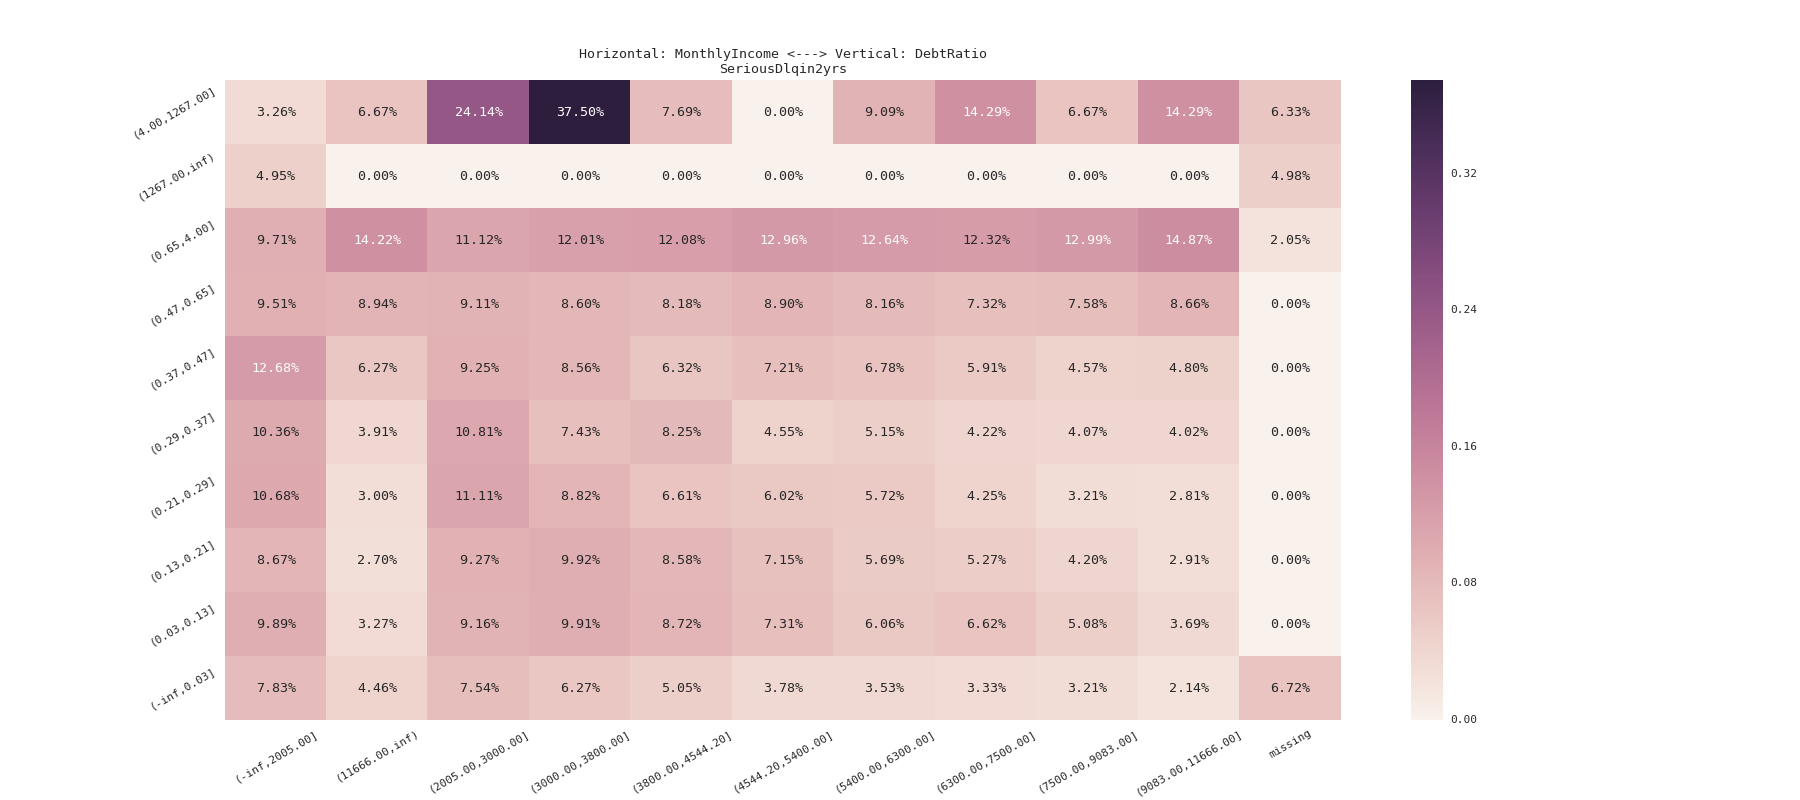 Horizontal: MonthlyIncome <---> Vertical: DebtRatio
SeriousDlqin2yrs
(4.00,1267.00] 3.26% 6.67% 24.14% 37.50% 7.69% 0.00% 9.09% 14.29% 6.67% 14.29% 6.33%
(1267.00,inf) 4.95% 0.00% 0.00% 0.00% 0.00% 0.00% 0.00% 0.00% 0.00% 0.00% 4.98%
(0.65,4.00] 9.71% 14.22% 11.12% 12.01% 12.08% 12.96% 12.64% 12.32% 12.99% 14.87% 2.05%
(0.47,0.65] 9.51% 8.94% 9.11% 8.60% 8.18% 8.90% 8.16% 7.32% 7.58% 8.66% 0.00%
(0.37,0.47] 12.68% 6.27% 9.25% 8.56% 6.32% 7.21% 6.78% 5.91% 4.57% 4.80% 0.00%
(0.29,0.37] 10.36% 3.91% 10.81% 7.43% 8.25% 4.55% 5.15% 4.22% 4.07% 4.02% 0.00%
(0.21,0.29] 10.68% 3.00% 11.11% 8.82% 6.61% 6.02% 5.72% 4.25% 3.21% 2.81% 0.00%
(0.13,0.21] 8.67% 2.70% 9.27% 9.92% 8.58% 7.15% 5.69% 5.27% 4.20% 2.91% 0.00%
(0.03,0.13] 9.89% 3.27% 9.16% 9.91% 8.72% 7.31% 6.06% 6.62% 5.08% 3.69% 0.00%
(-inf,0.03] 7.83% 4.46% 7.54% 6.27% 5.05% 3.78% 3.53% 3.33% 3.21% 2.14% 6.72%
(-inf,2005.00] (11666.00,inf) (2005.00,3000.00] (3000.00,3800.00] (3800.00,4544.20] (4544.20,5400.00] (5400.00,6300.00] (6300.00,7500.00] (7500.00,9083.00] (9083.00,11666.00] missing
0.32
0.24
0.16
0.08
0.00